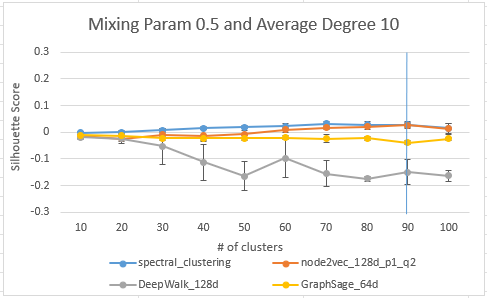 Mixing Param 0.5 and Average Degree 10
Silhouette Score
0.3
0.2
0.1
0
-0.1
-0.2
-0.3
10 20 30 40 50 60 70 80 90 100
# of clusters
spectral_clustering node2vec_128d_p1_q2
DeepWalk_128d GraphSage_64d